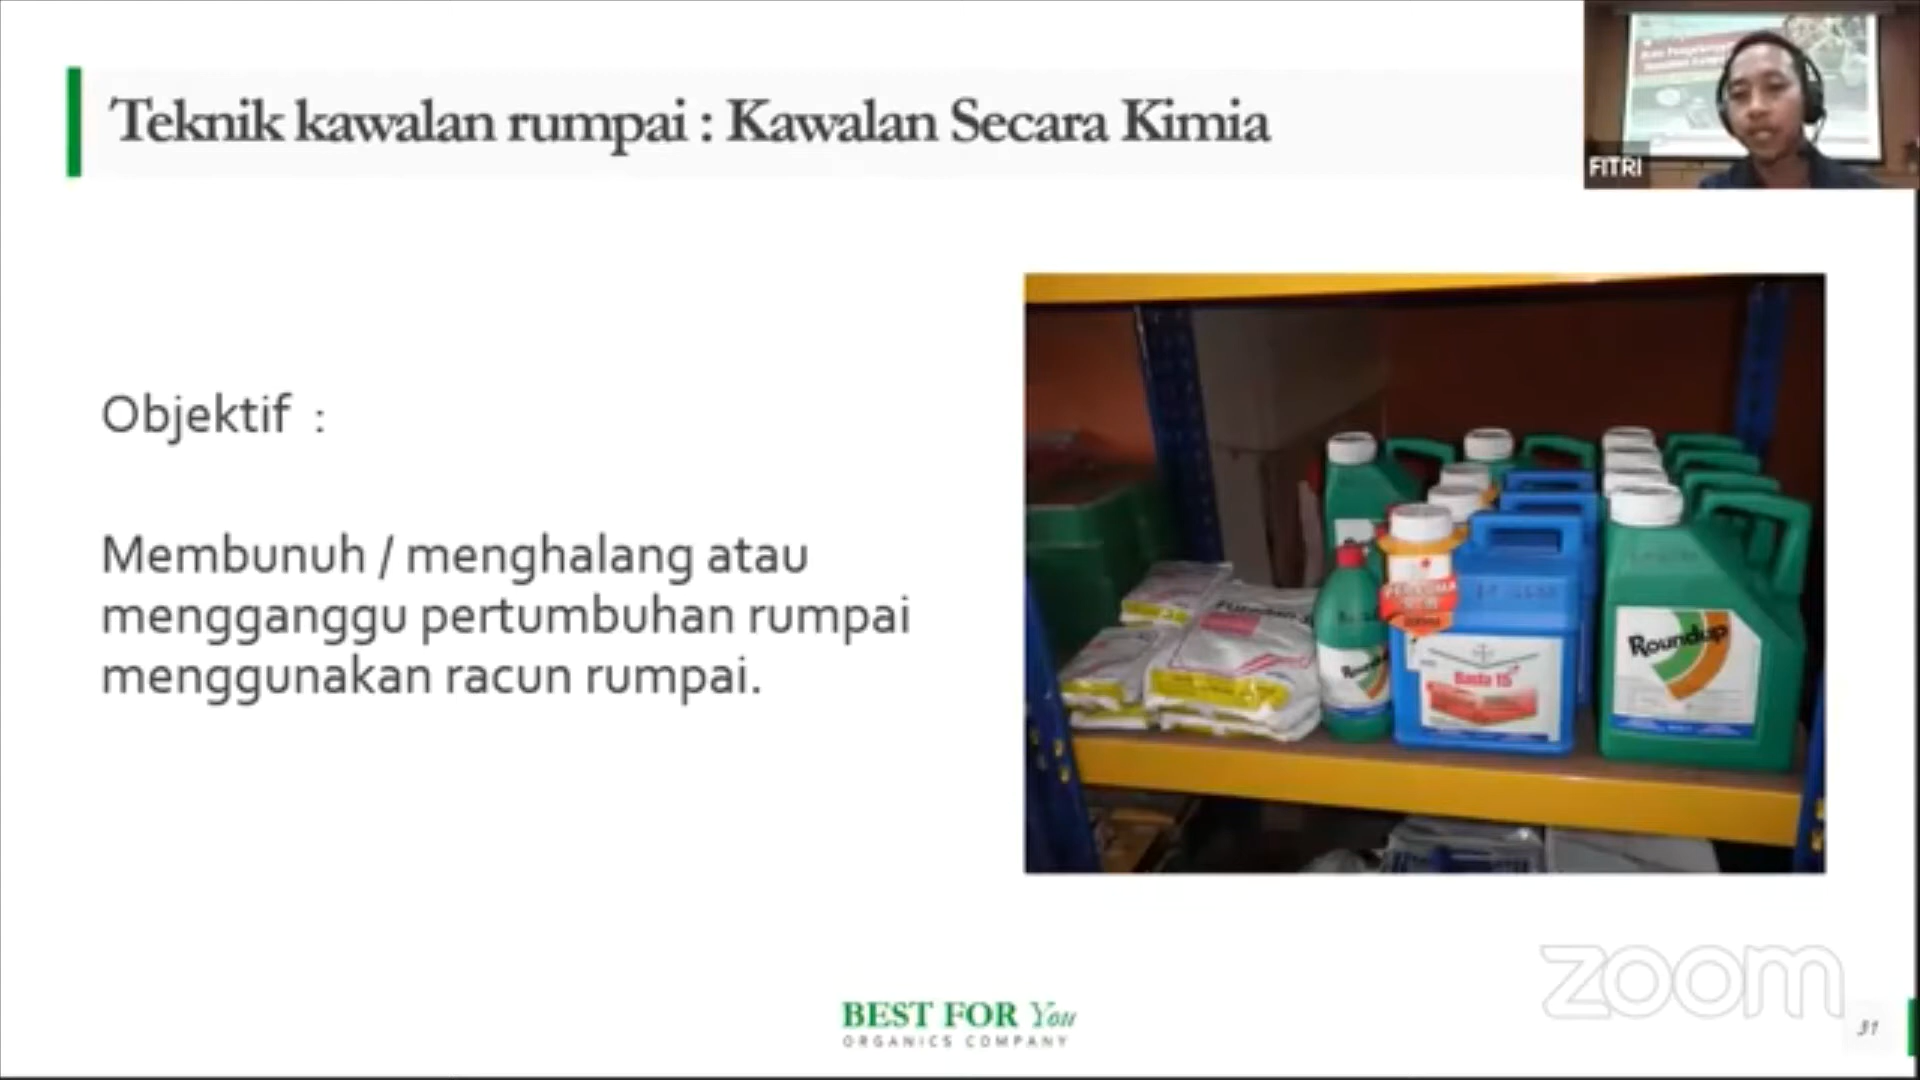 Teknik kawalan rumpai : Kawalan Secara Kimia
FITRI
Objektif :
Membunuh / menghalang atau
mengganggu pertumbuhan rumpai
menggunakan racun rumpai.
Roundup
Basta 15
Roundup
zoom
BEST FOR You
ORGANICS COMPANY
31